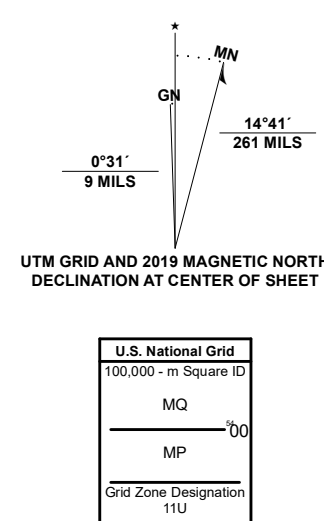 ★
MN
GN
14°41´
261 MILS
0°31´
9 MILS
UTM GRID AND 2019 MAGNETIC NORTH
DECLINATION AT CENTER OF SHEET
U.S. National Grid
100,000 - m Square ID
MQ
5400
MP
Grid Zone Designation
11U